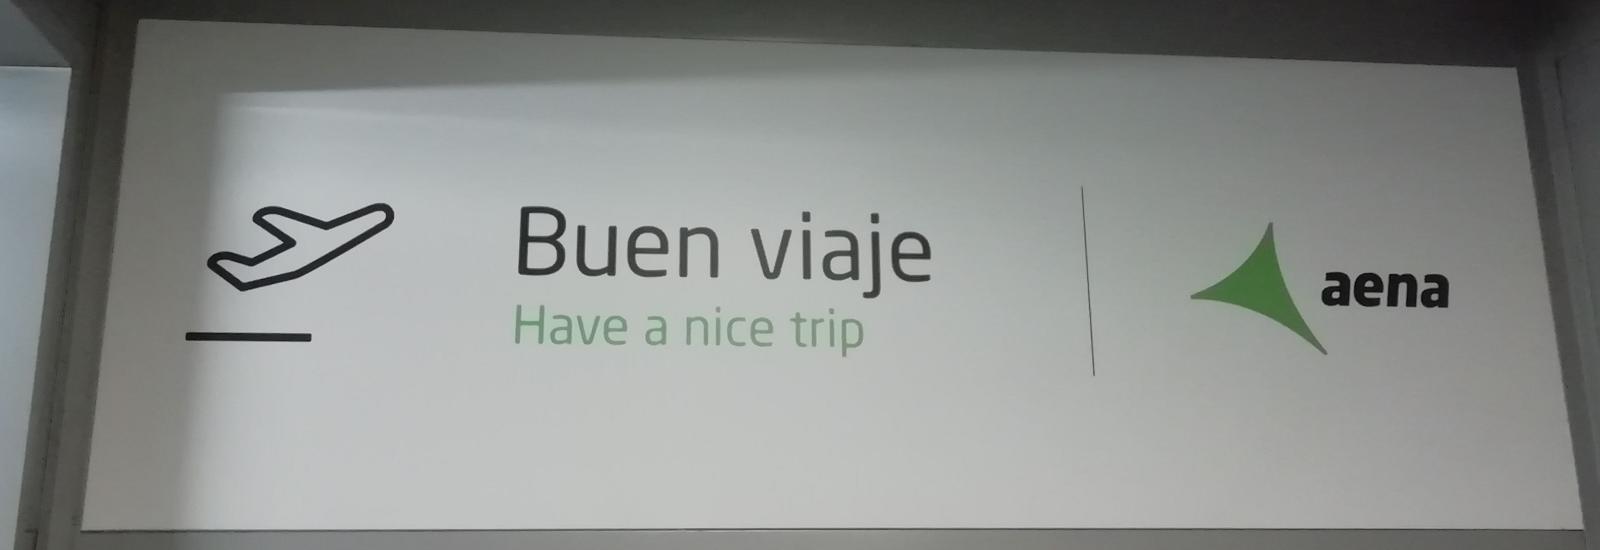 Buen viaje
Have a nice trip
aena